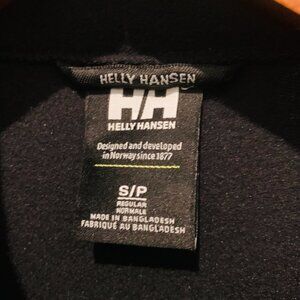 HELLY HANSEN
HH
HELLY HANSEN
Designed and developed
in Norway since 1877
S/P
REGULAR
NORMALE
MADE IN BANGLADESH
FABRIQUÉ AU BANGLADESH